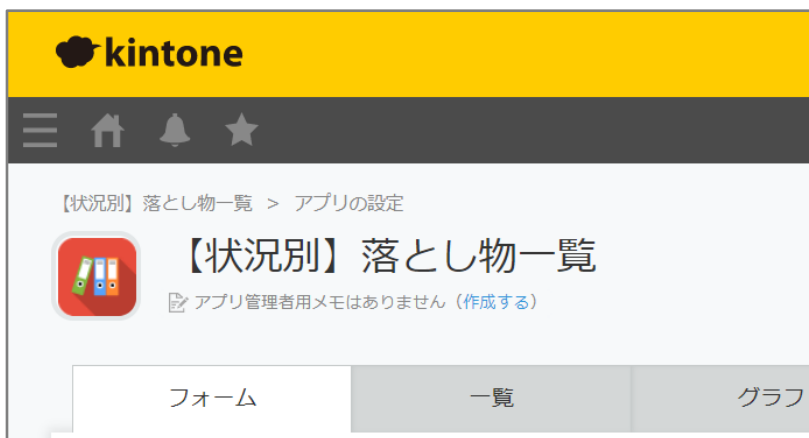 kintone
【状況別】落とし物一覧 > アプリの設定
【状況別】落とし物一覧
アプリ管理者用メモはありません（作成する）
フォーム 一覧 グラフ